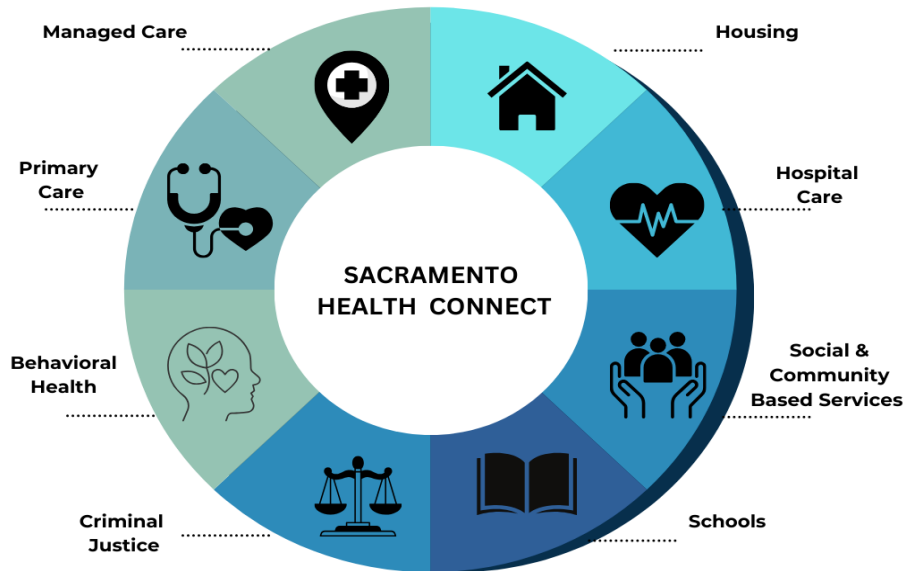 Managed Care
Housing
Primary
Care
Hospital
Care
SACRAMENTO
HEALTH CONNECT
Behavioral
Health
Social &
Community
Based Services
Criminal
Justice
Schools